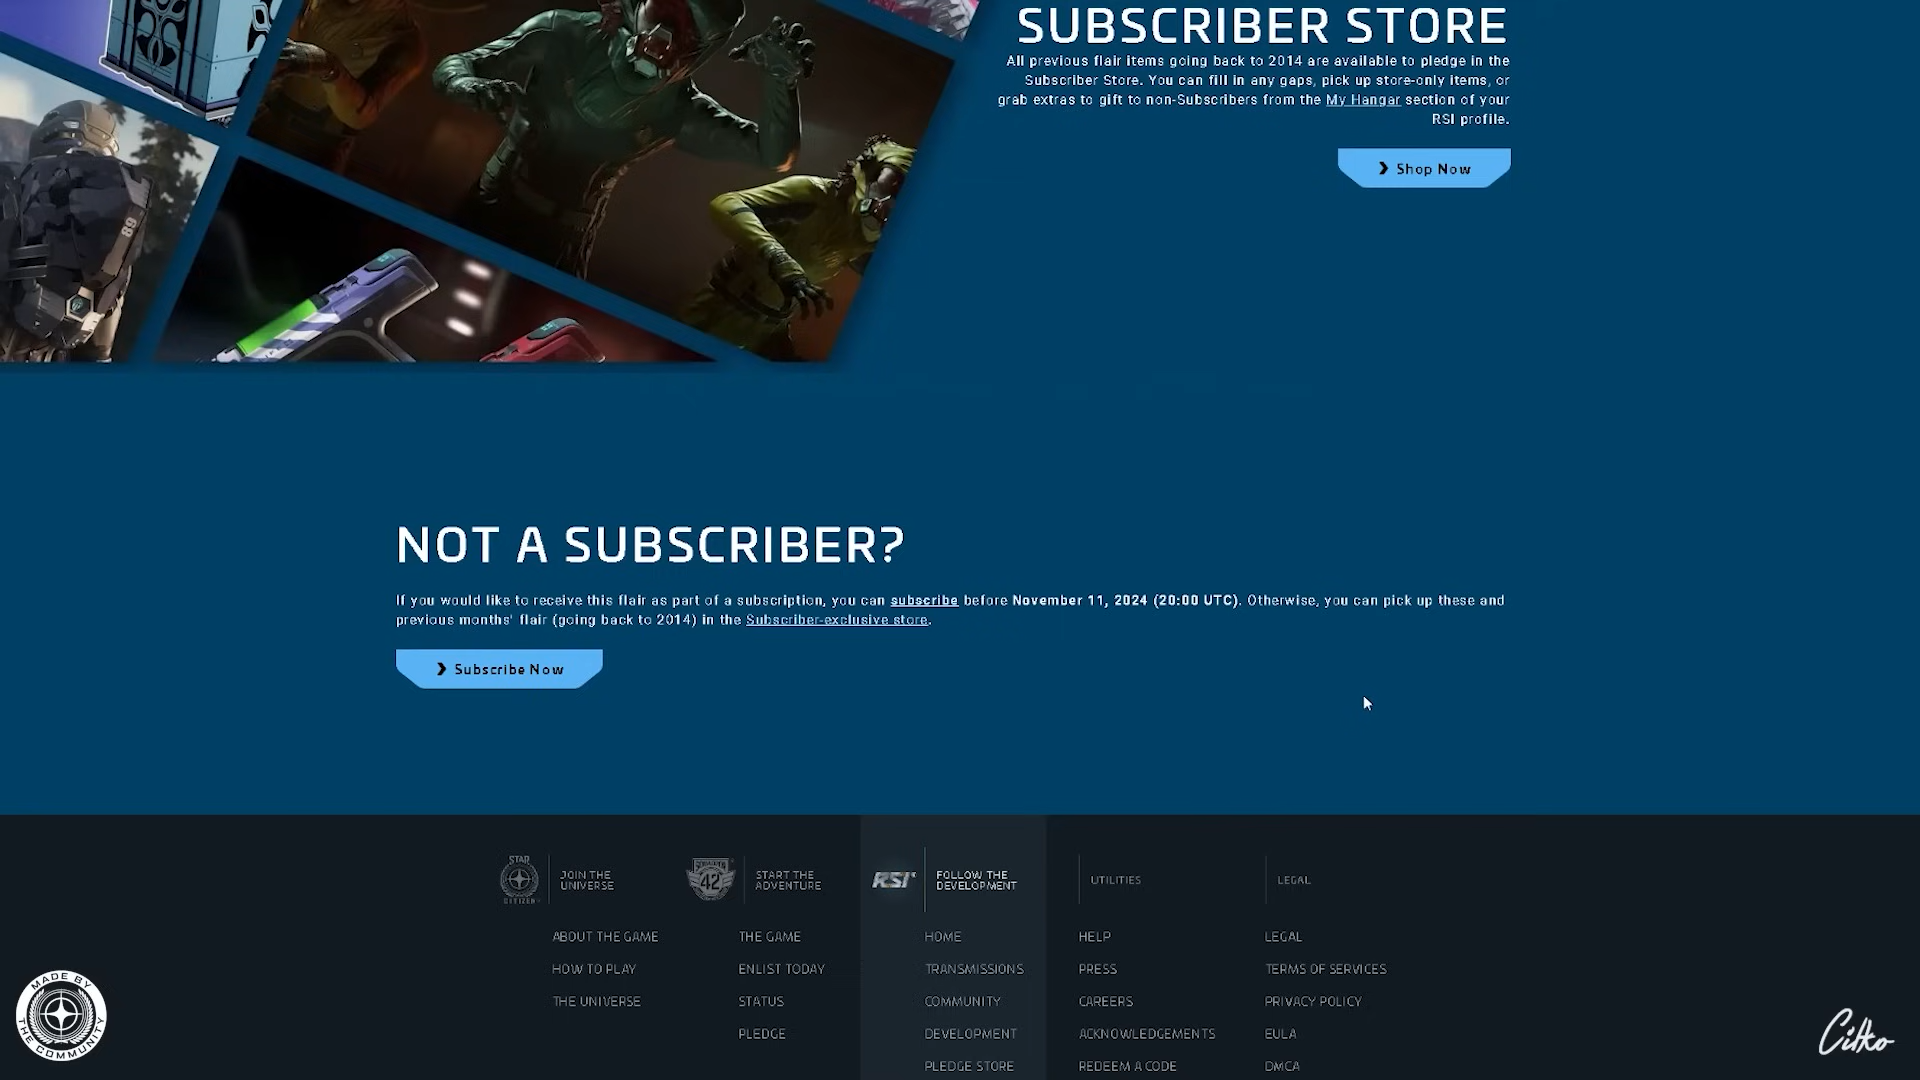 SUBSCRIBER STORE
All previous flair items going back to 2014 are available to pledge in the
Subscriber Store. You can fill in any gaps, pick up store-only items, or
grab extras to gift to non-Subscribers from the My Hangar section of your
RSI profile.
❯ Shop Now
89
NOT A SUBSCRIBER?
If you would like to receive this flair as part of a subscription, you can subscribe before November 11, 2024 (20:00 UTC). Otherwise, you can pick up these and
previous months' flair (going back to 2014) in the Subscriber-exclusive store.
❯ Subscribe Now
STAR
CITIZEN
JOIN THE
UNIVERSE
ABOUT THE GAME
HOW TO PLAY
THE UNIVERSE
SQUADRON
42
START THE
ADVENTURE
THE GAME
ENLIST TODAY
STATUS
PLEDGE
RSI
FOLLOW THE
DEVELOPMENT
HOME
TRANSMISSIONS
COMMUNITY
DEVELOPMENT
PLEDGE STORE
UTILITIES
HELP
PRESS
CAREERS
ACKNOWLEDGEMENTS
REDEEM A CODE
LEGAL
LEGAL
TERMS OF SERVICES
PRIVACY POLICY
EULA
DMCA
MADE BY
THE COMMUNITY
Citko